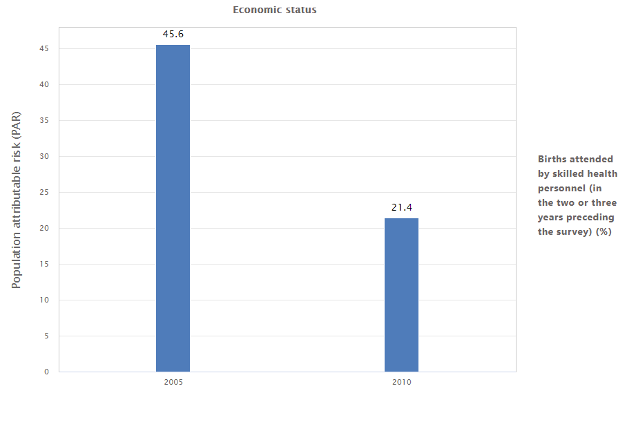 Economic status
Population attributable risk (PAR)
45
40
35
30
25
20
15
10
5
0
45.6
21.4
2005
2010
Births attended
by skilled health
personnel (in
the two or three
years preceding
the survey) (%)